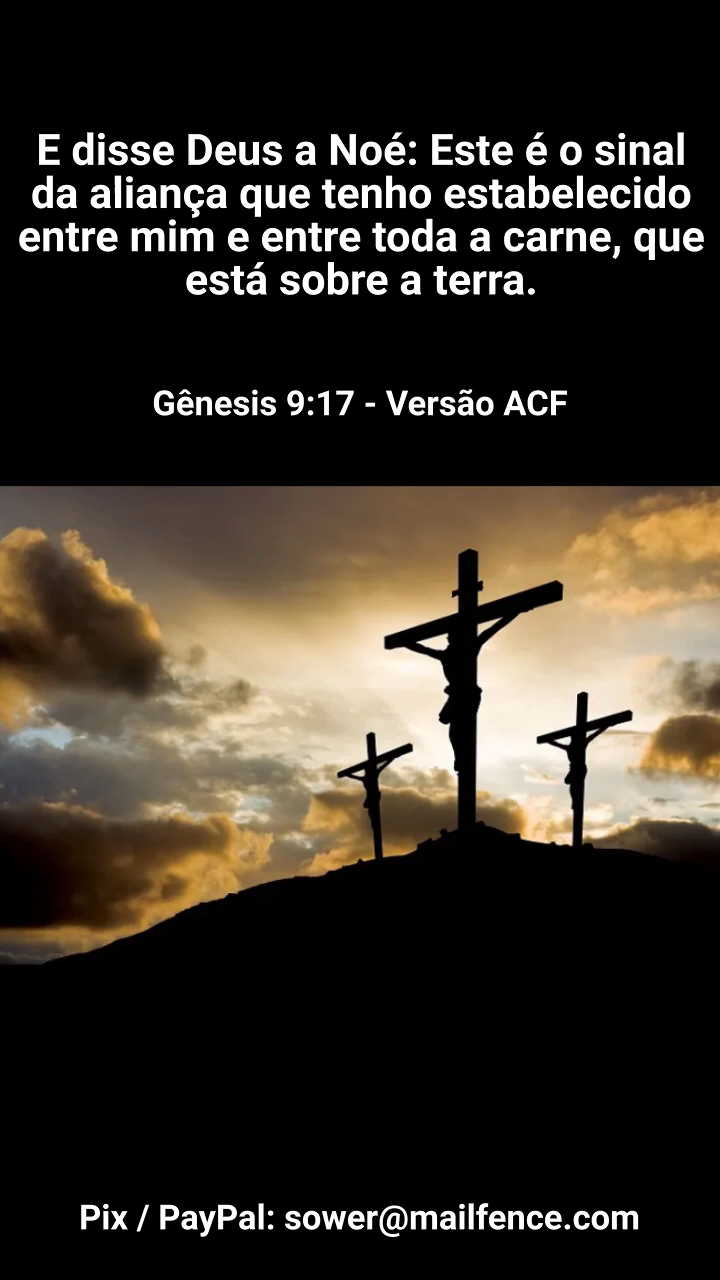 E disse Deus a Noé: Este é o sinal
da aliança que tenho estabelecido
entre mim e entre toda a carne, que
está sobre a terra.
Gênesis 9:17 - Versão ACF
Pix / PayPal: sower@mailfence.com